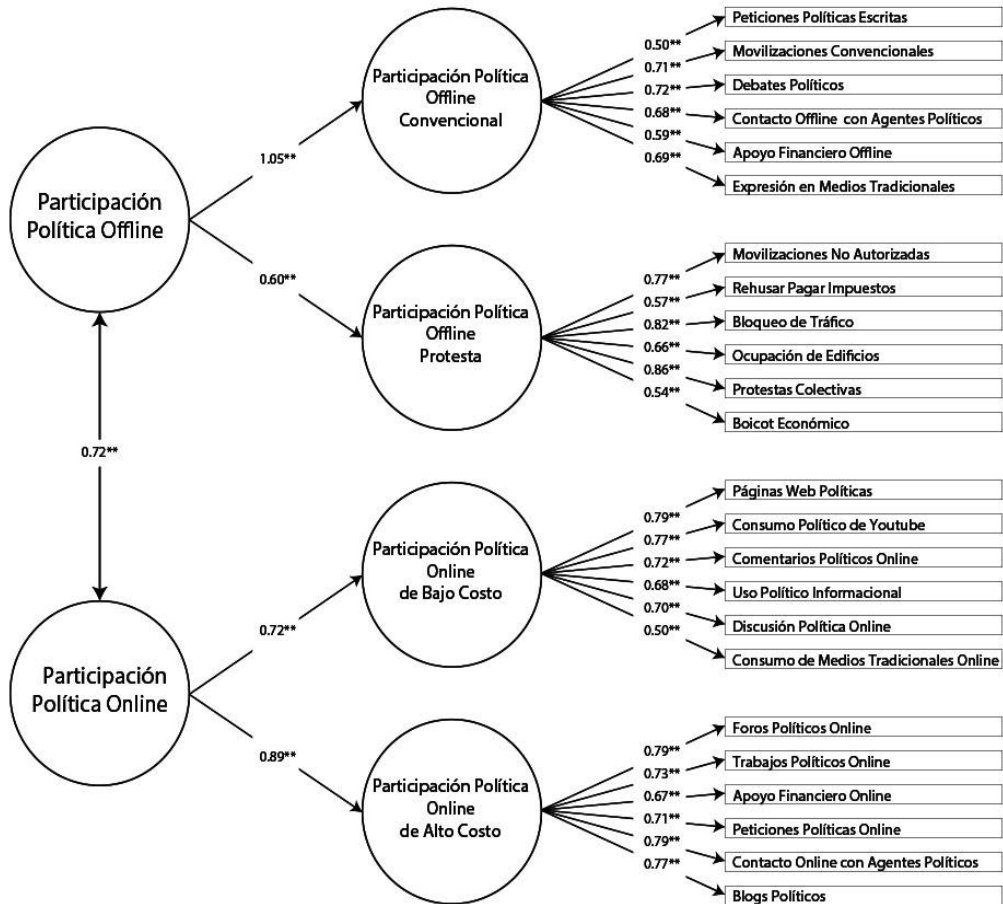 Participación
Política Offline
1.05**
0.60**
0.72**
Participación
Política Online
0.72**
0.89**
Participación Política
Offline
Convencional
0.50**
0.71**
0.72**
0.68**
0.59**
0.69**
Peticiones Políticas Escritas
Movilizaciones Convencionales
Debates Políticos
Contacto Offline con Agentes Políticos
Apoyo Financiero Offline
Expresión en Medios Tradicionales
Participación Política
Offline
Protesta
0.77**
0.57**
0.82**
0.66**
0.86**
0.54**
Movilizaciones No Autorizadas
Rehusar Pagar Impuestos
Bloqueo de Tráfico
Ocupación de Edificios
Protestas Colectivas
Boicot Económico
Participación Política
Online
de Bajo Costo
0.79**
0.77**
0.72**
0.68**
0.70**
0.50**
Páginas Web Políticas
Consumo Político de Youtube
Comentarios Políticos Online
Uso Político Informacional
Discusión Política Online
Consumo de Medios Tradicionales Online
Participación Política
Online
de Alto Costo
0.79**
0.73**
0.67**
0.71**
0.79**
0.77**
Foros Políticos Online
Trabajos Políticos Online
Apoyo Financiero Online
Peticiones Políticas Online
Contacto Online con Agentes Políticos
Blogs Políticos